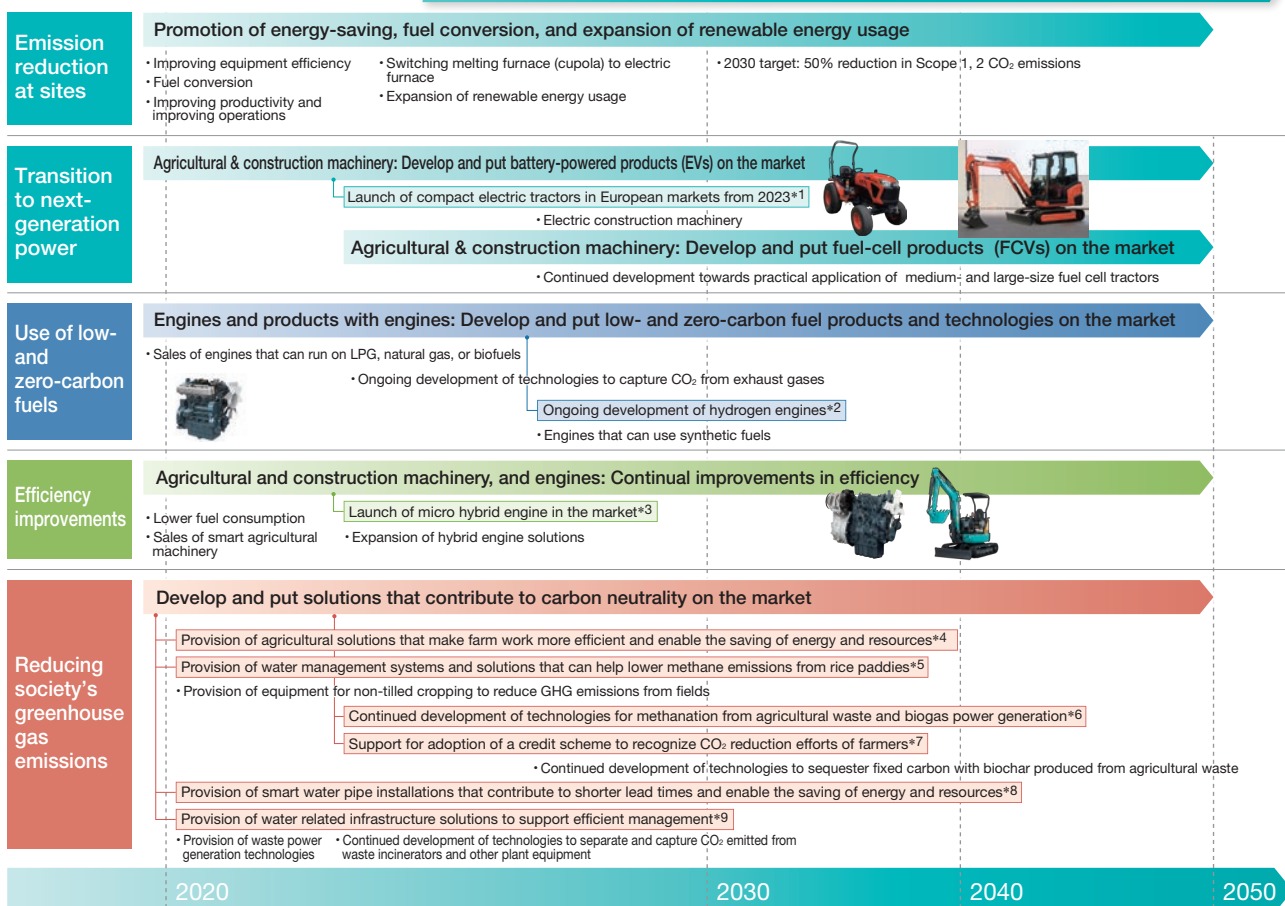 Emission
reduction
at sites
Promotion of energy-saving, fuel conversion, and expansion of renewable energy usage
・Improving equipment efficiency
・Fuel conversion
・Improving productivity and
improving operations
・Switching melting furnace (cupola) to electric
furnace
・Expansion of renewable energy usage
・2030 target: 50% reduction in Scope 1, 2 CO₂ emissions
Transition
to next-
generation
power
Agricultural & construction machinery: Develop and put battery-powered products (EVs) on the market
Launch of compact electric tractors in European markets from 2023*1
・Electric construction machinery
Agricultural & construction machinery: Develop and put fuel-cell products (FCVs) on the market
・Continued development towards practical application of medium- and large-size fuel cell tractors
Use of low-
and
zero-carbon
fuels
Engines and products with engines: Develop and put low- and zero-carbon fuel products and technologies on the market
・Sales of engines that can run on LPG, natural gas, or biofuels
・Ongoing development of technologies to capture CO₂ from exhaust gases
Ongoing development of hydrogen engines*2
・Engines that can use synthetic fuels
Efficiency
improvements
Agricultural and construction machinery, and engines: Continual improvements in efficiency
・Lower fuel consumption
・Sales of smart agricultural
machinery
Launch of micro hybrid engine in the market*3
・Expansion of hybrid engine solutions
Reducing
society's
greenhouse
gas
emissions
Develop and put solutions that contribute to carbon neutrality on the market
Provision of agricultural solutions that make farm work more efficient and enable the saving of energy and resources*4
Provision of water management systems and solutions that can help lower methane emissions from rice paddies*5
・Provision of equipment for non-tilled cropping to reduce GHG emissions from fields
Continued development of technologies for methanation from agricultural waste and biogas power generation*6
Support for adoption of a credit scheme to recognize CO₂ reduction efforts of farmers*7
・Continued development of technologies to sequester fixed carbon with biochar produced from agricultural waste
Provision of smart water pipe installations that contribute to shorter lead times and enable the saving of energy and resources*8
Provision of water related infrastructure solutions to support efficient management*9
・Provision of waste power
generation technologies
・Continued development of technologies to separate and capture CO₂ emitted from
waste incinerators and other plant equipment
2020
2030
2040
2050